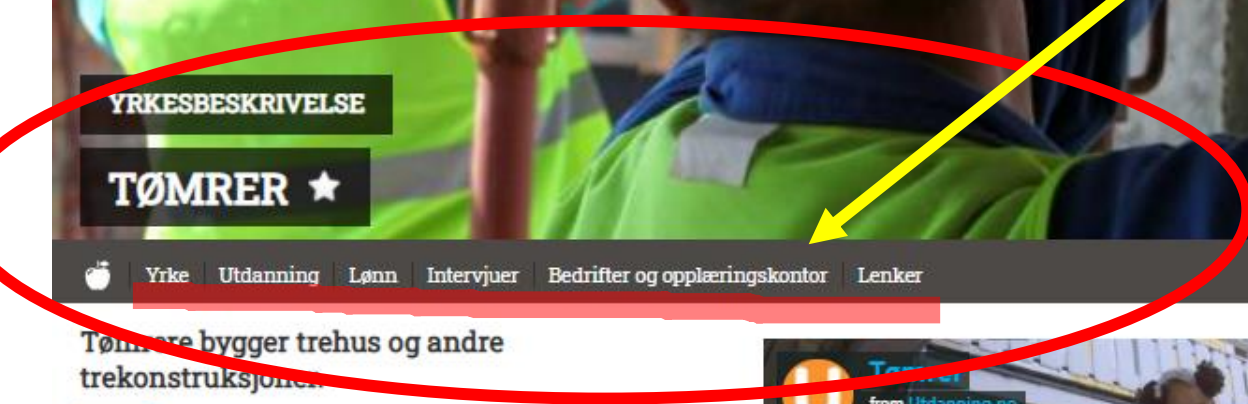 YRKESBESKRIVELSE
TØMRER
Yrke Utdanning Lønn Intervjuer Bedrifter og opplæringskontor Lenker
Tømrere bygger trehus og andre
trekonstruksjoner.
Tømrer
from Utdanning.no